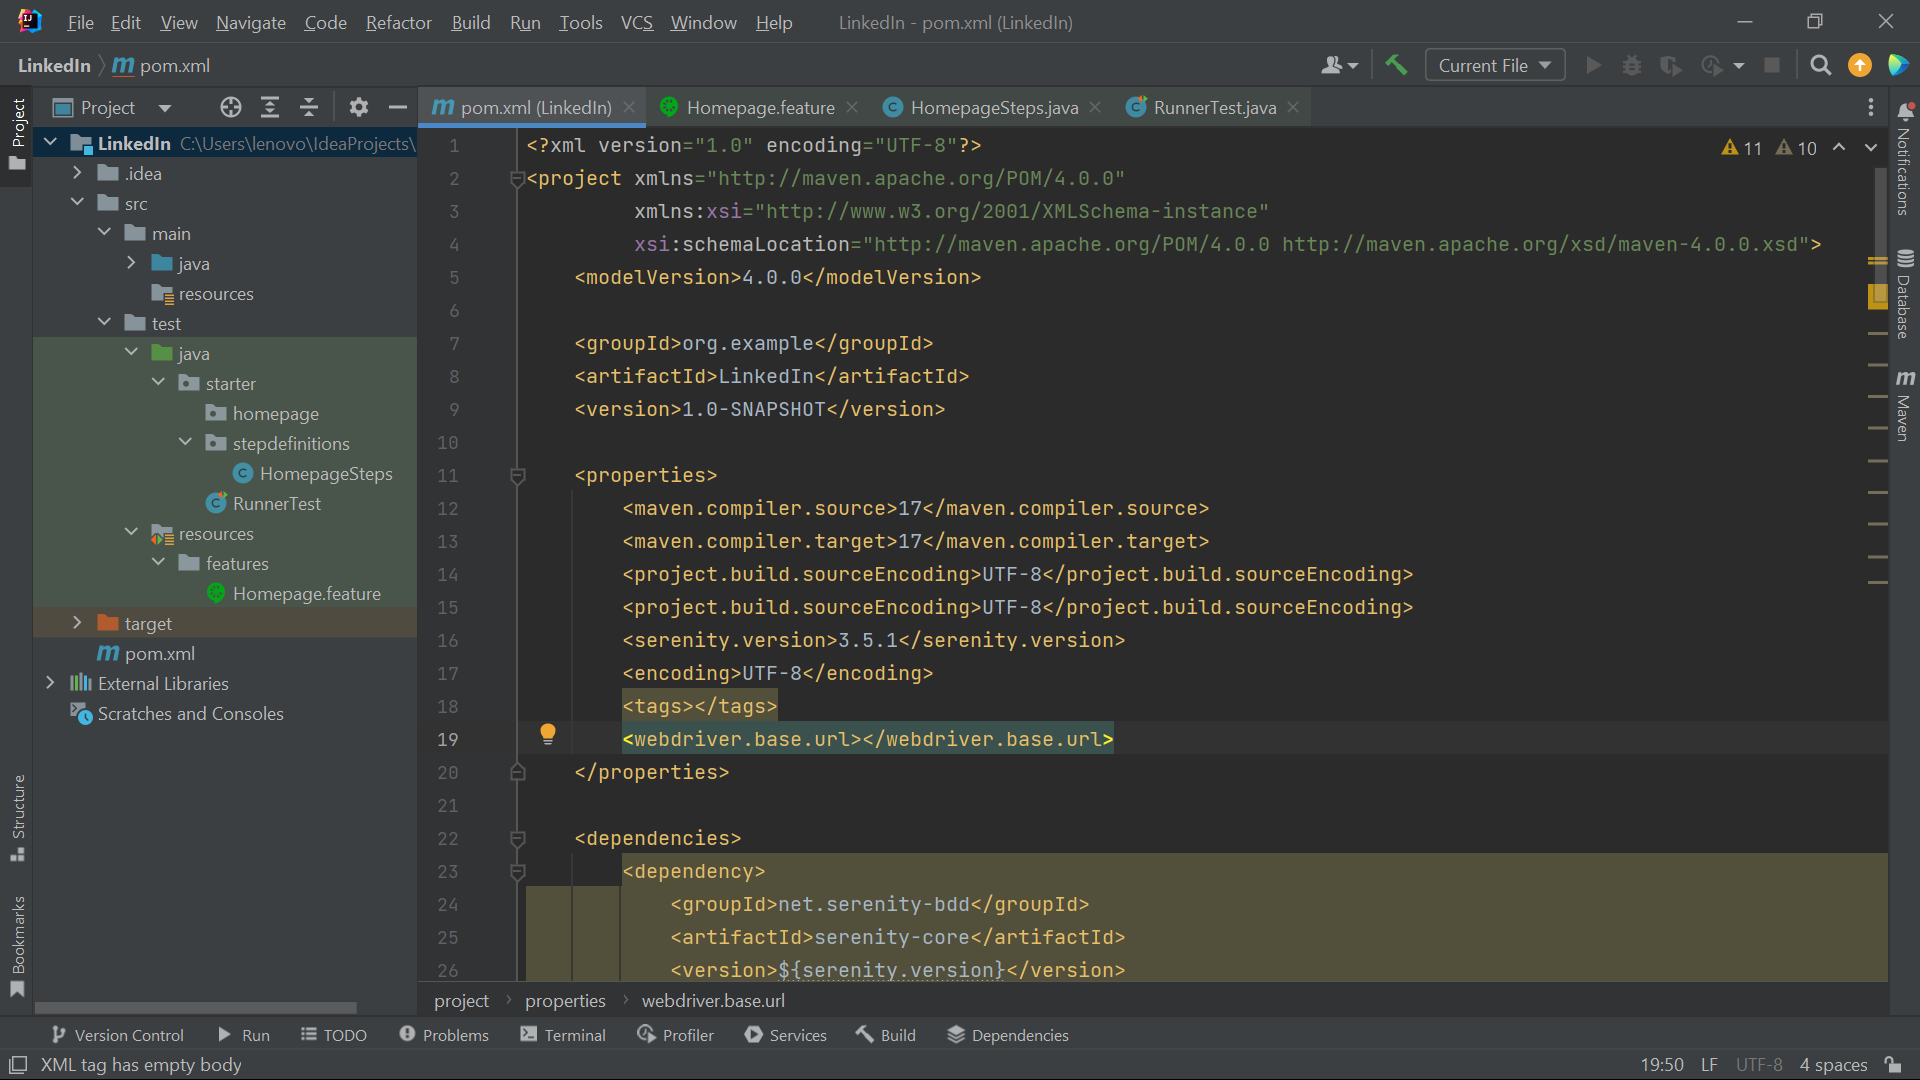 File Edit View Navigate Code Refactor Build Run Tools VCS Window Help LinkedIn - pom.xml (LinkedIn)
LinkedIn pom.xml Current File
Project
pom.xml (LinkedIn) Homepage.feature HomepageSteps.java RunnerTest.java
Project
Structure
Bookmarks
LinkedIn C:\Users\lenovo\IdeaProjects\
.idea
src
main
java
resources
test
java
starter
homepage
stepdefinitions
HomepageSteps
RunnerTest
resources
features
Homepage.feature
target
pom.xml
External Libraries
Scratches and Consoles
11 10
1 <?xml version="1.0" encoding="UTF-8"?>
2 <project xmlns="http://maven.apache.org/POM/4.0.0"
3 xmlns:xsi="http://www.w3.org/2001/XMLSchema-instance"
4 xsi:schemaLocation="http://maven.apache.org/POM/4.0.0 http://maven.apache.org/xsd/maven-4.0.0.xsd">
5 <modelVersion>4.0.0</modelVersion>
6
7 <groupId>org.example</groupId>
8 <artifactId>LinkedIn</artifactId>
9 <version>1.0-SNAPSHOT</version>
10
11 <properties>
12 <maven.compiler.source>17</maven.compiler.source>
13 <maven.compiler.target>17</maven.compiler.target>
14 <project.build.sourceEncoding>UTF-8</project.build.sourceEncoding>
15 <project.build.sourceEncoding>UTF-8</project.build.sourceEncoding>
16 <serenity.version>3.5.1</serenity.version>
17 <encoding>UTF-8</encoding>
18 <tags></tags>
19 <webdriver.base.url></webdriver.base.url>
20 </properties>
21
22 <dependencies>
23 <dependency>
24 <groupId>net.serenity-bdd</groupId>
25 <artifactId>serenity-core</artifactId>
26 <version>${serenity.version}</version>
Notifications
Database
Maven
project properties webdriver.base.url
Version Control Run TODO Problems Terminal Profiler Services Build Dependencies
XML tag has empty body 19:50 LF UTF-8 4 spaces